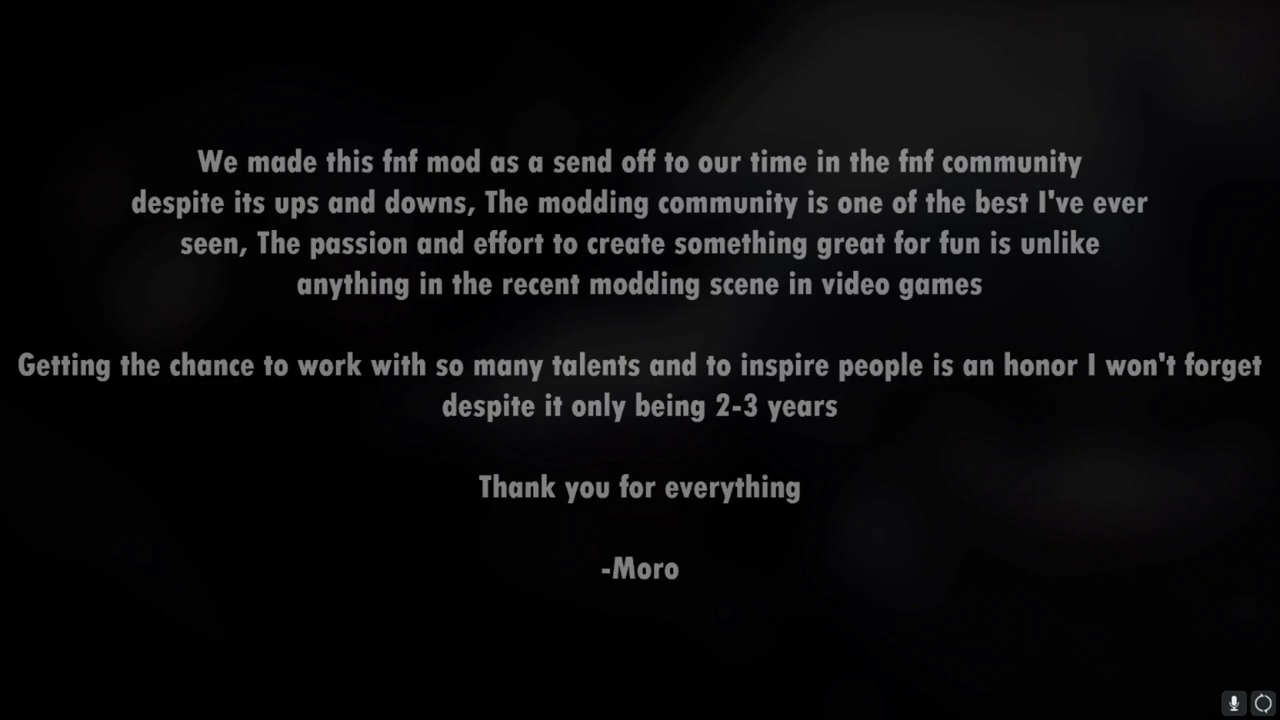 We made this fnf mod as a send off to our time in the fnf community
despite its ups and downs, The modding community is one of the best I've ever
seen, The passion and effort to create something great for fun is unlike
anything in the recent modding scene in video games
Getting the chance to work with so many talents and to inspire people is an honor I won't forget
despite it only being 2-3 years
Thank you for everything
-Moro